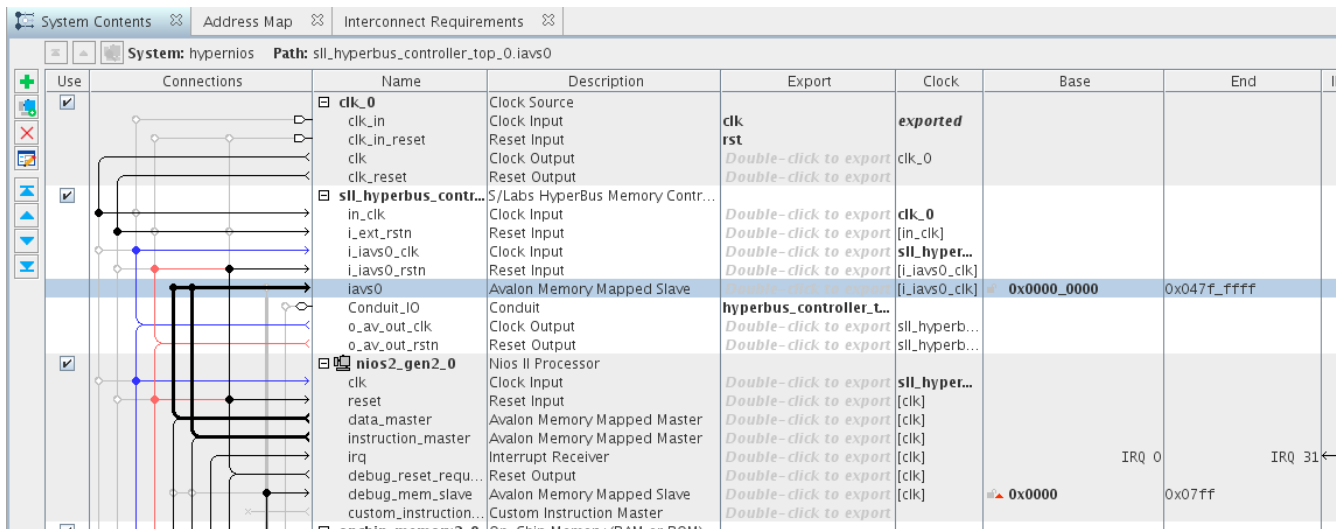 System Contents Address Map Interconnect Requirements
System: hypernios Path: sll_hyperbus_controller_top_0.iavs0
Use Connections Name Description Export Clock Base End
clk_0 Clock Source
clk_in Clock Input clk exported
clk_in_reset Reset Input rst
clk Clock Output Double-click to export clk_0
clk_reset Reset Output Double-click to export
sll_hyperbus_contr... S/Labs HyperBus Memory Contr...
in_clk Clock Input Double-click to export clk_0
i_ext_rstn Reset Input Double-click to export [in_clk]
i_iavs0_clk Clock Input Double-click to export sll_hyper...
i_iavs0_rstn Reset Input Double-click to export [i_iavs0_clk]
iavs0 Avalon Memory Mapped Slave Double-click to export [i_iavs0_clk] 0x0000_0000 0x047f_ffff
Conduit_IO Conduit hyperbus_controller_t...
o_av_out_clk Clock Output Double-click to export sll_hyperb...
o_av_out_rstn Reset Output Double-click to export sll_hyperb...
nios2_gen2_0 Nios II Processor
clk Clock Input Double-click to export sll_hyper...
reset Reset Input Double-click to export [clk]
data_master Avalon Memory Mapped Master Double-click to export [clk]
instruction_master Avalon Memory Mapped Master Double-click to export [clk]
irq Interrupt Receiver Double-click to export [clk] IRQ 0 IRQ 31
debug_reset_requ... Reset Output Double-click to export [clk]
debug_mem_slave Avalon Memory Mapped Slave Double-click to export [clk] 0x0000 0x07ff
custom_instruction... Custom Instruction Master Double-click to export